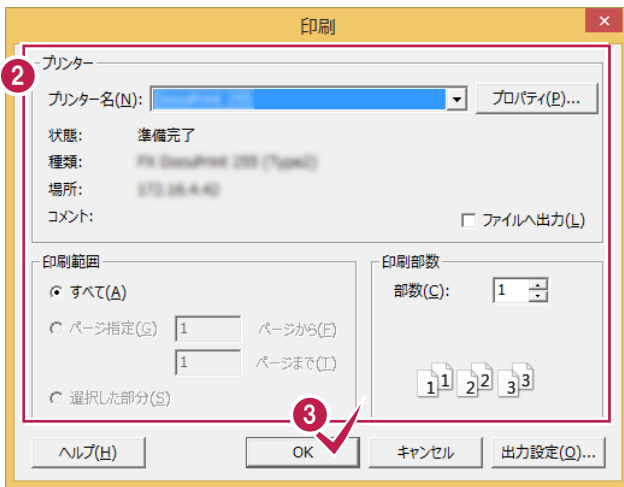 印刷
×
2
プリンター
プリンター名(N):
プロパティ(P)...
状態: 準備完了
種類:
場所:
コメント:
ファイルへ出力(L)
印刷範囲
すべて(A)
ページ指定(G) 1 ページから(F)
1 ページまで(T)
選択した部分(S)
印刷部数
部数(C): 1
1 1 2 2 3 3
3
ヘルプ(H)
OK
キャンセル
出力設定(O)...